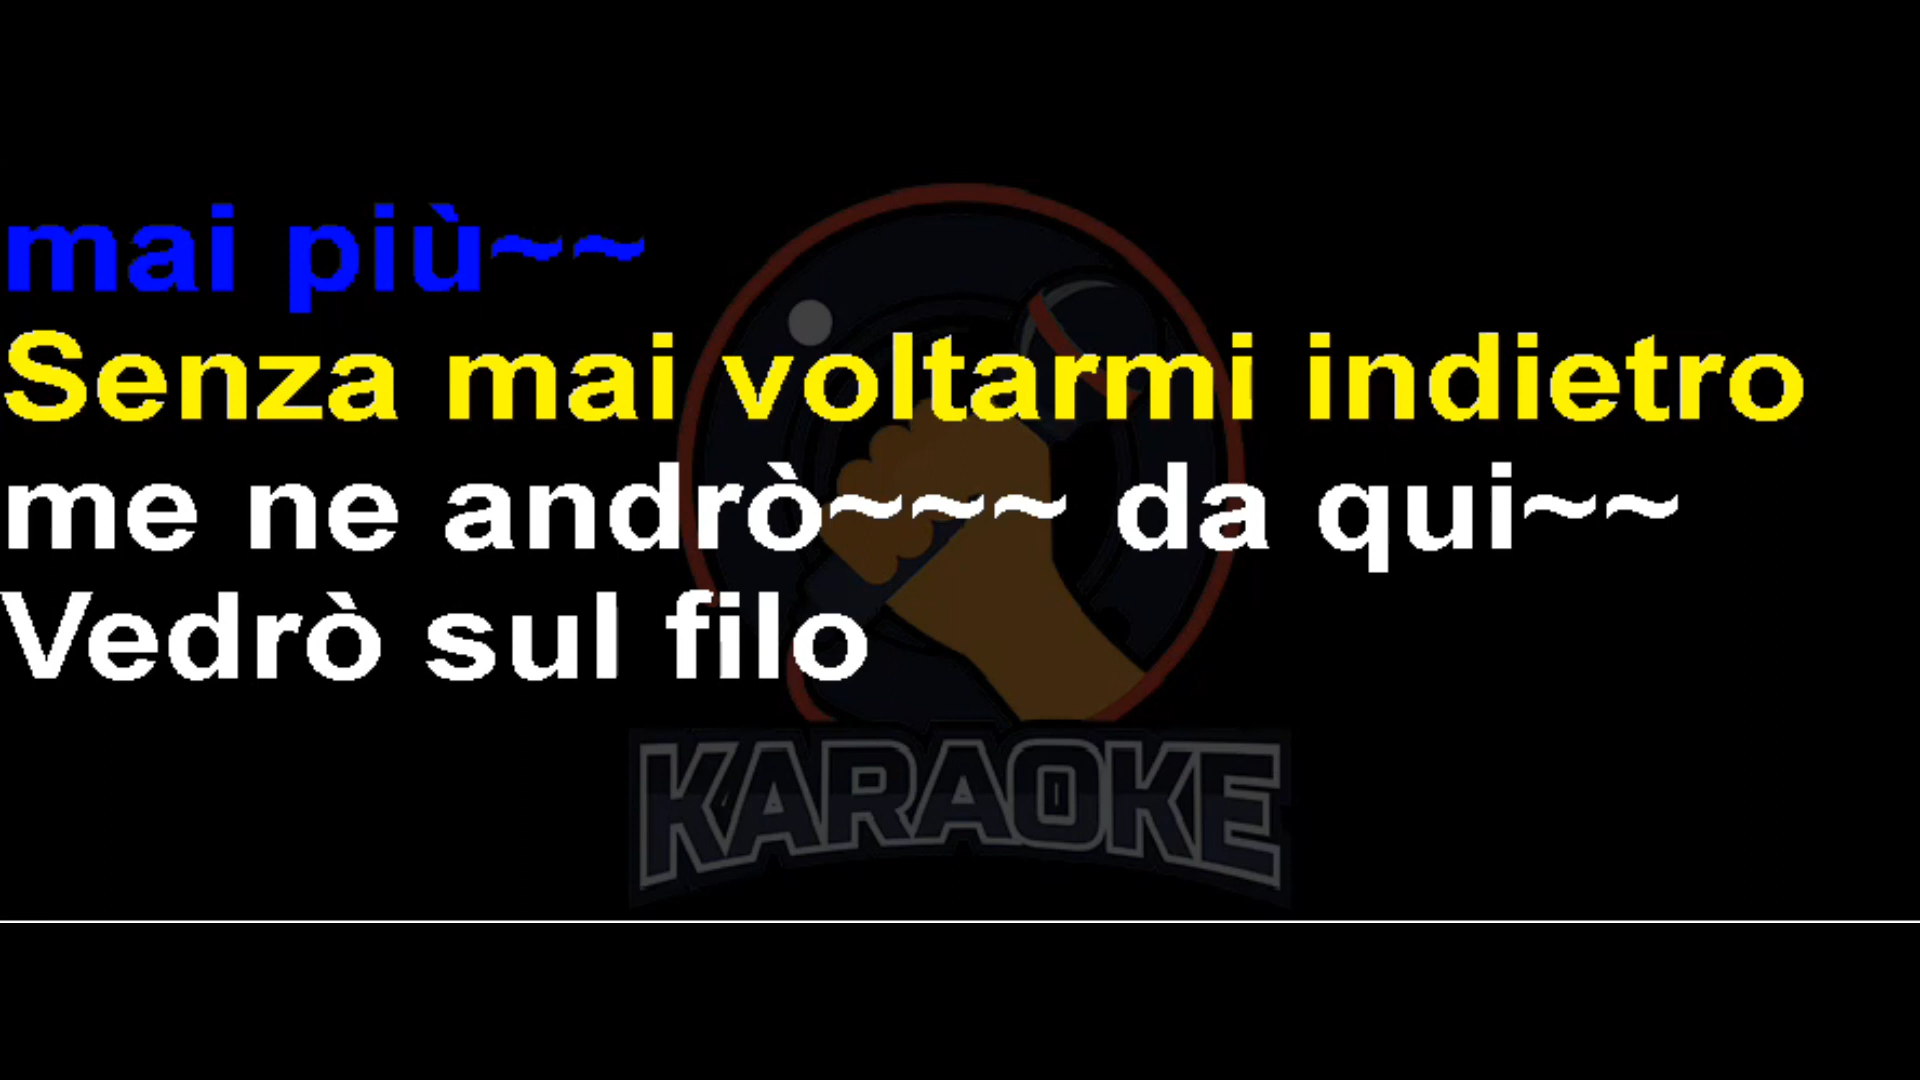 mai più~~
Senza mai voltarmi indietro
me ne andrò~~~ da qui~~
Vedrò sul filo
KARAOKE